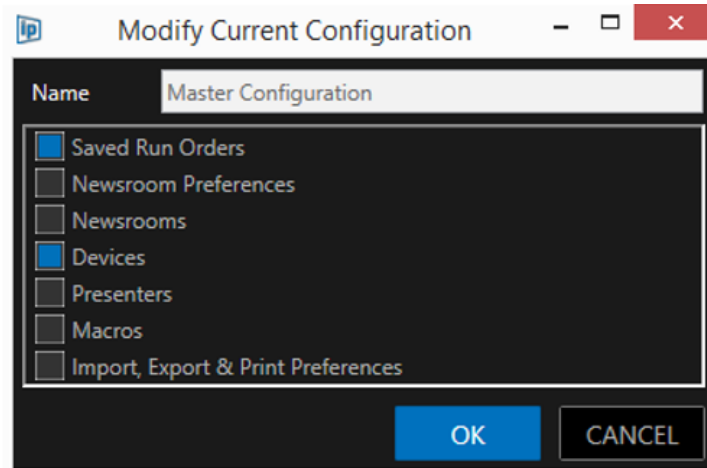 ip
Modify Current Configuration
Name Master Configuration
Saved Run Orders
Newsroom Preferences
Newsrooms
Devices
Presenters
Macros
Import, Export & Print Preferences
OK CANCEL